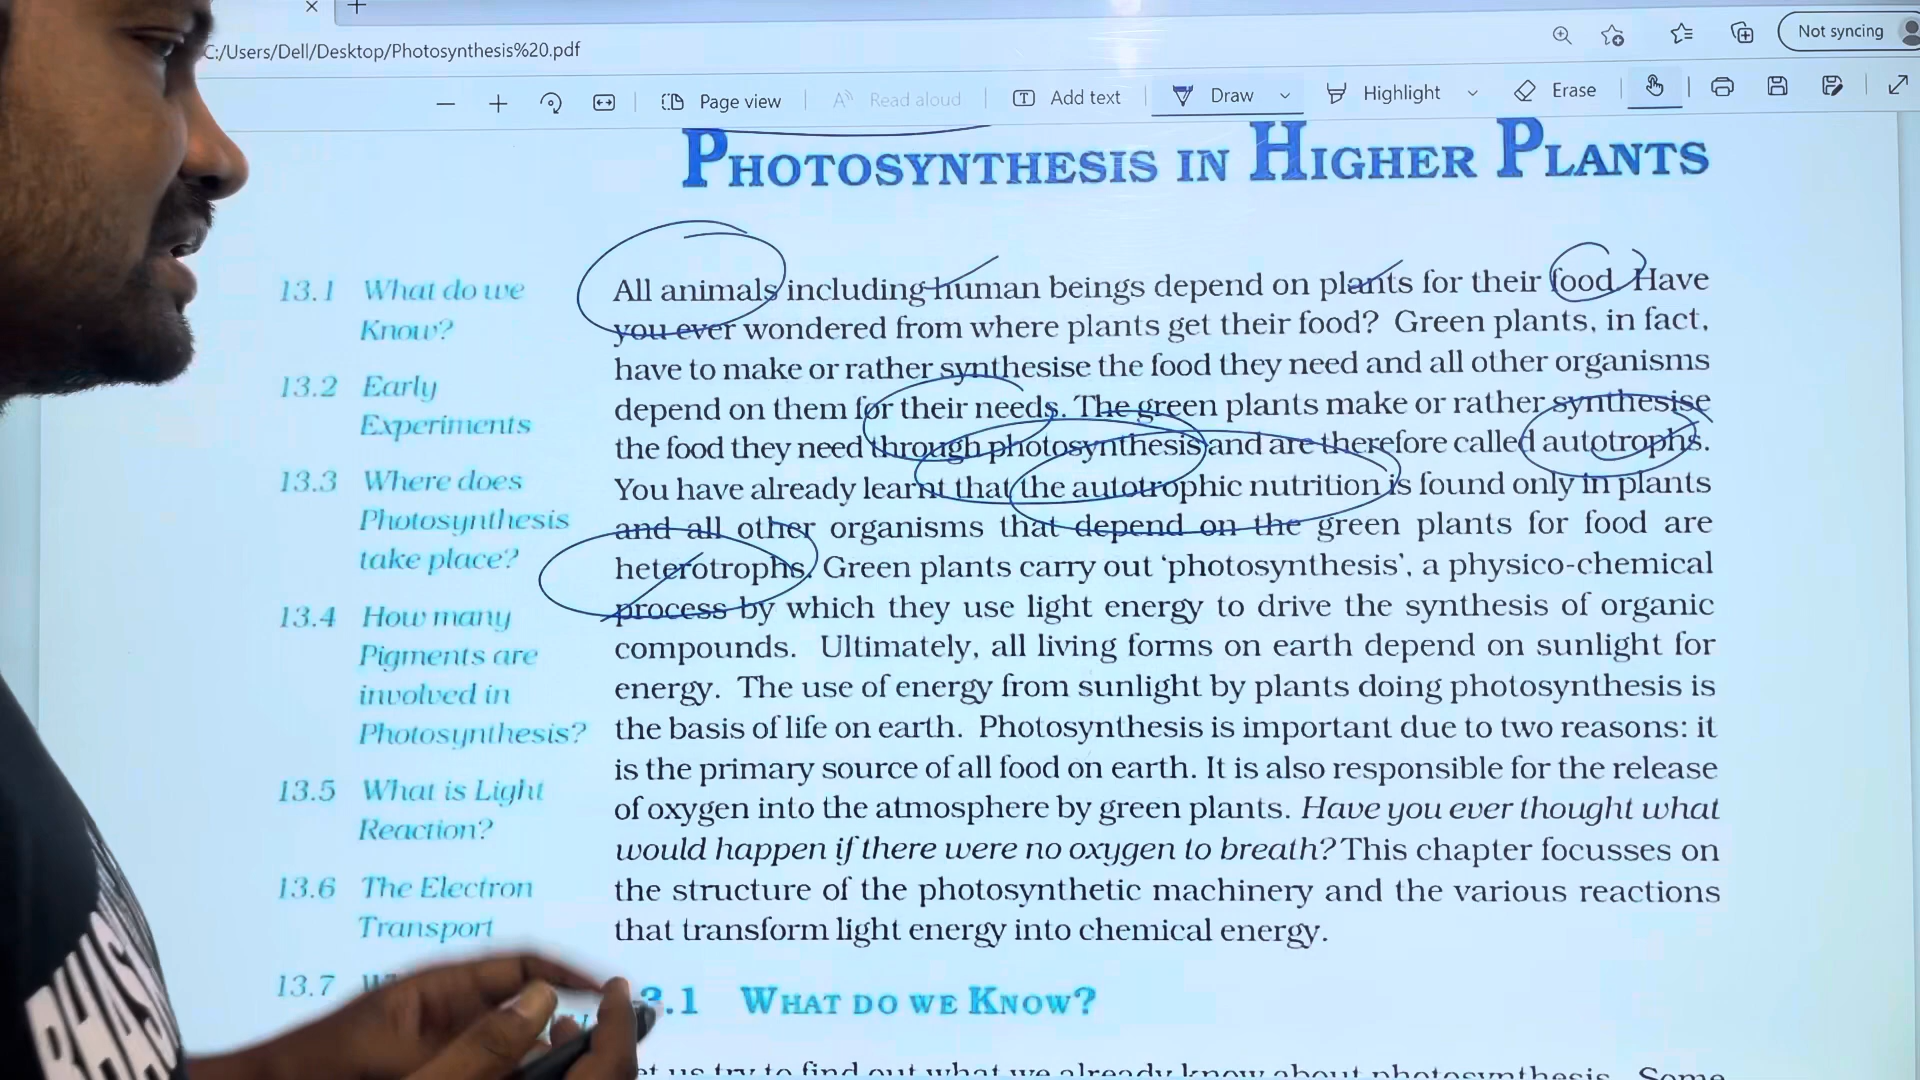 C:/Users/Dell/Desktop/Photosynthesis%20.pdf
Not syncing
Page view
Read aloud
Add text
Draw
Highlight
Erase
PHOTOSYNTHESIS IN HIGHER PLANTS
13.1 What do we
Know?
13.2 Early
Experiments
13.3 Where does
Photosynthesis
take place?
13.4 How many
Pigments are
involved in
Photosynthesis?
13.5 What is Light
Reaction?
13.6 The Electron
Transport
13.7
All animals including human beings depend on plants for their food. Have
you ever wondered from where plants get their food? Green plants, in fact,
have to make or rather synthesise the food they need and all other organisms
depend on them for their needs. The green plants make or rather synthesise
the food they need through photosynthesis and are therefore called autotrophs.
You have already learnt that the autotrophic nutrition is found only in plants
and all other organisms that depend on the green plants for food are
heterotrophs. Green plants carry out ‘photosynthesis’, a physico-chemical
process by which they use light energy to drive the synthesis of organic
compounds. Ultimately, all living forms on earth depend on sunlight for
energy. The use of energy from sunlight by plants doing photosynthesis is
the basis of life on earth. Photosynthesis is important due to two reasons: it
is the primary source of all food on earth. It is also responsible for the release
of oxygen into the atmosphere by green plants. Have you ever thought what
would happen if there were no oxygen to breath? This chapter focusses on
the structure of the photosynthetic machinery and the various reactions
that transform light energy into chemical energy.
3.1 WHAT DO WE KNOW?
us try to find out what we already know about photosynthesis. Some